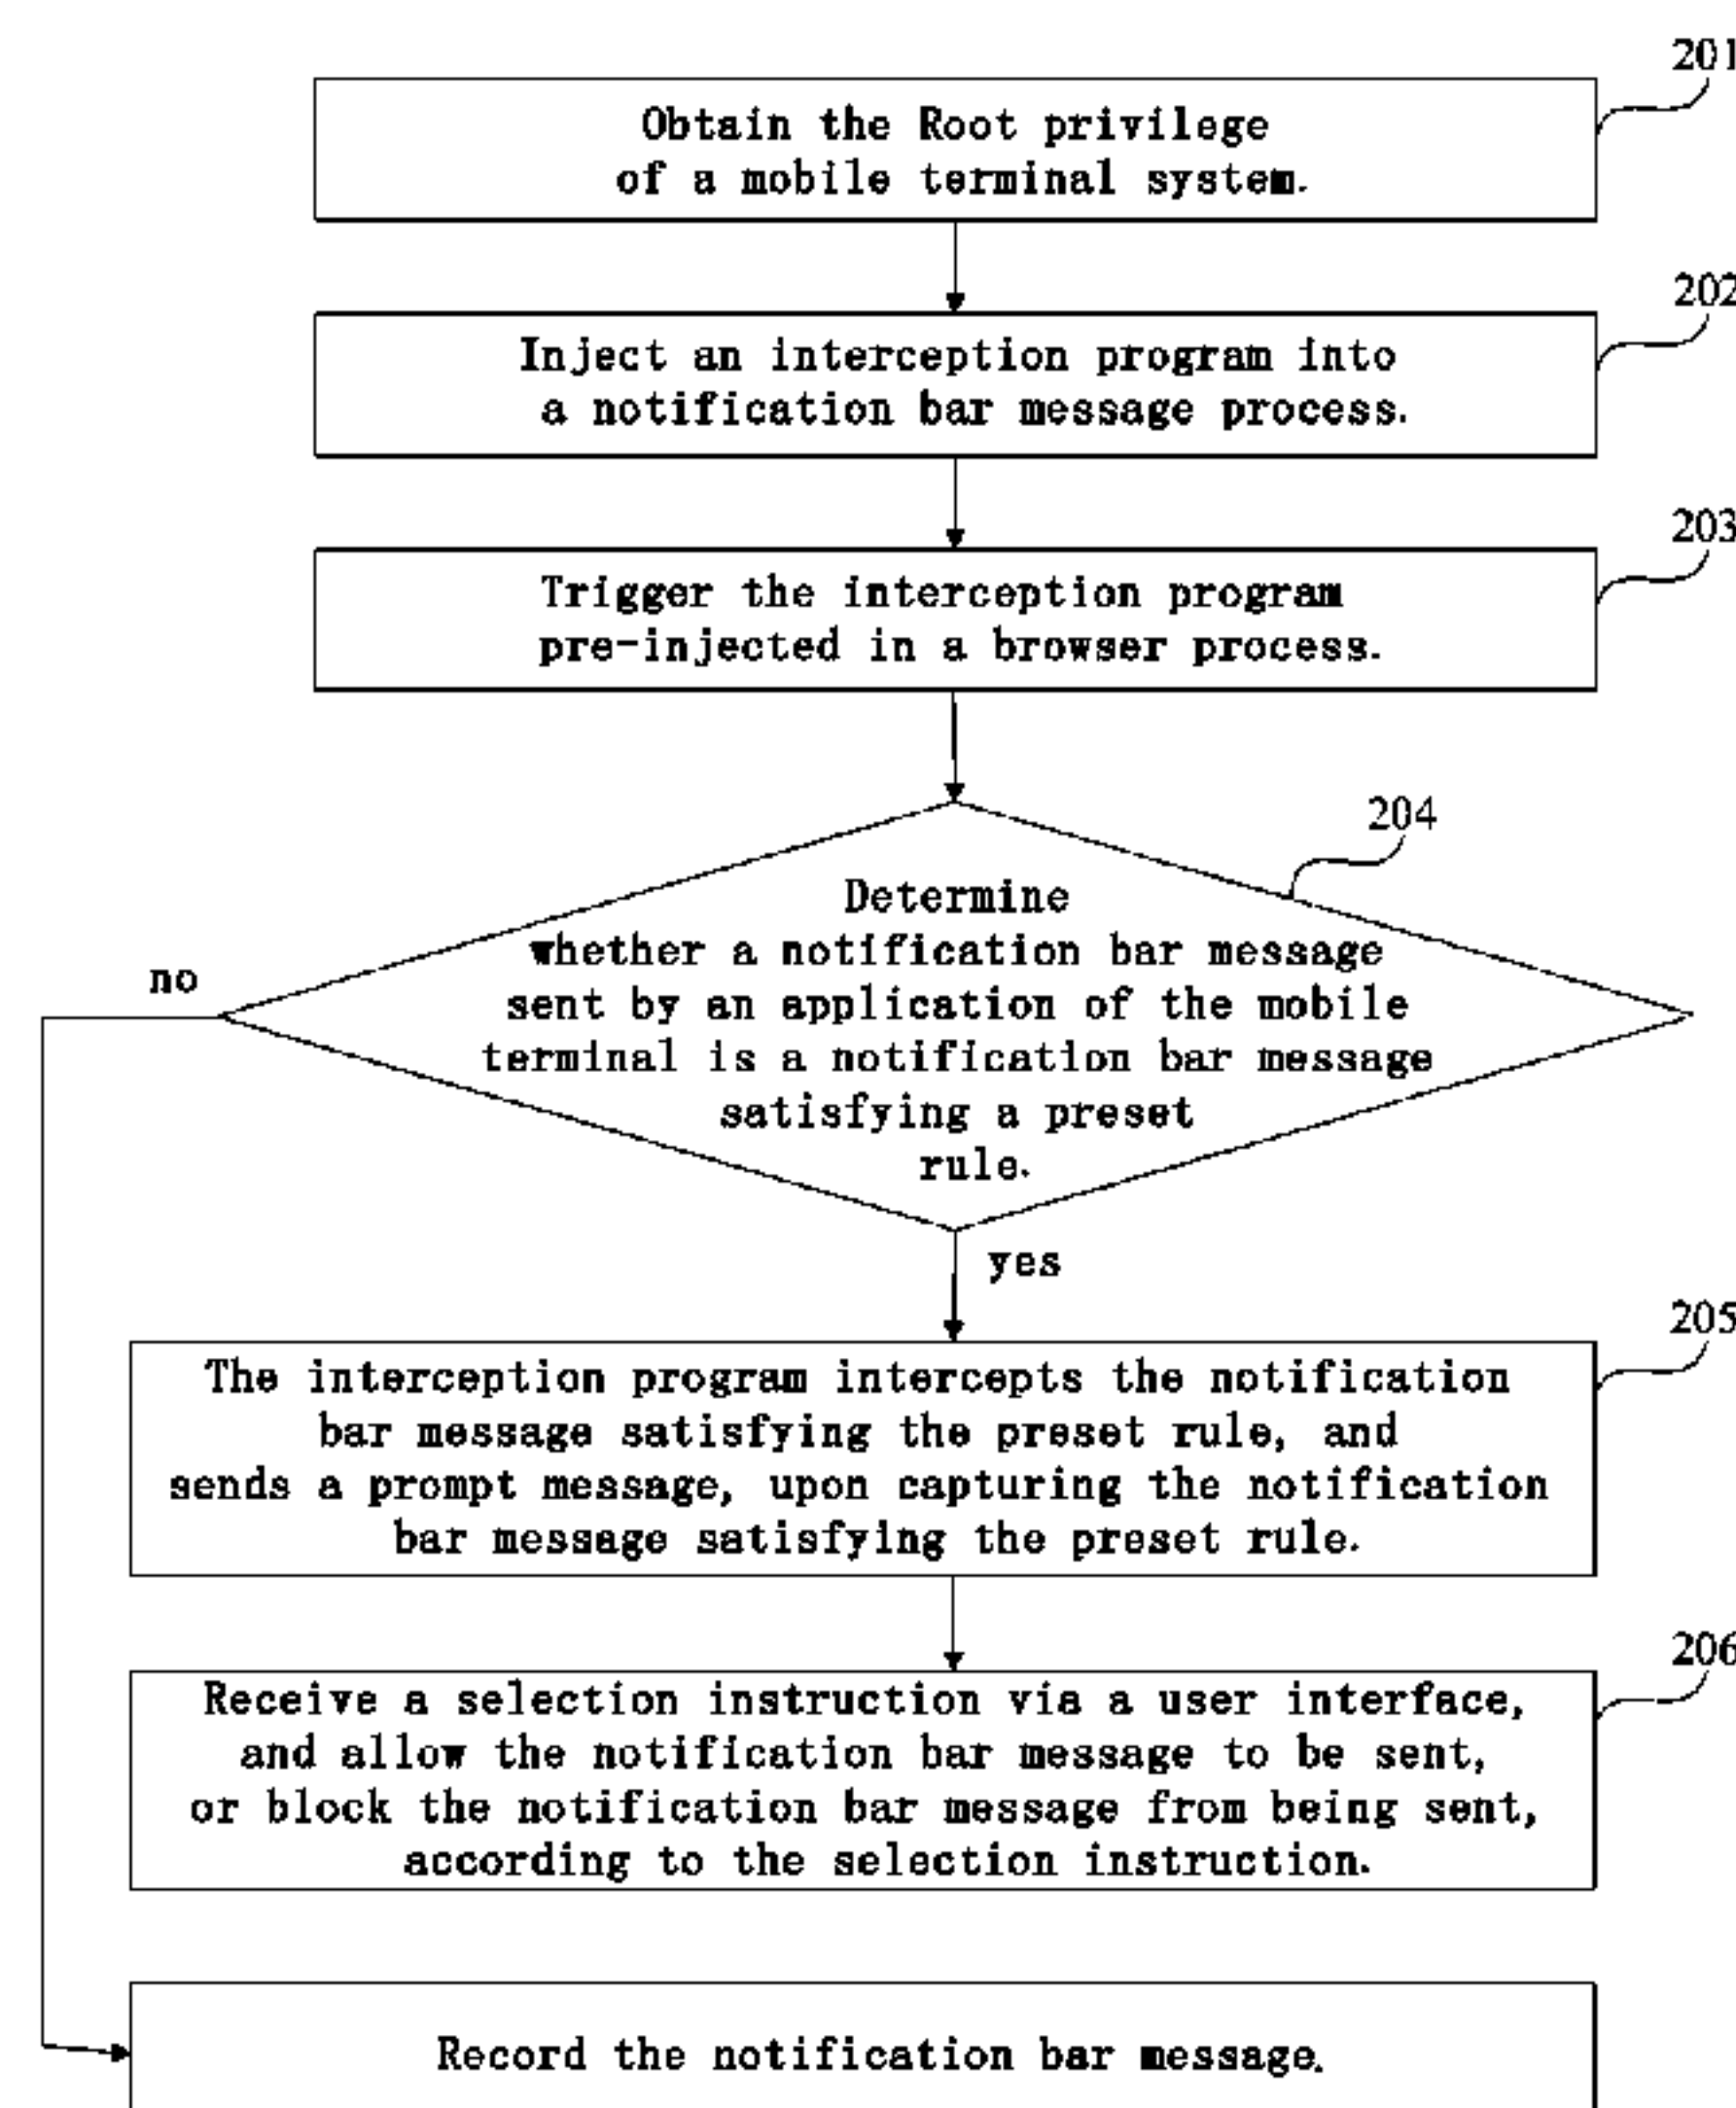 201
Obtain the Root privilege
of a mobile terminal system.
202
Inject an interception program into
a notification bar message process.
203
Trigger the interception program
pre-injected in a browser process.
204
Determine
whether a notification bar message
sent by an application of the mobile
terminal is a notification bar message
satisfying a preset
rule.
no
yes
205
The interception program intercepts the notification
bar message satisfying the preset rule, and
sends a prompt message, upon capturing the notification
bar message satisfying the preset rule.
206
Receive a selection instruction via a user interface,
and allow the notification bar message to be sent,
or block the notification bar message from being sent,
according to the selection instruction.
Record the notification bar message.